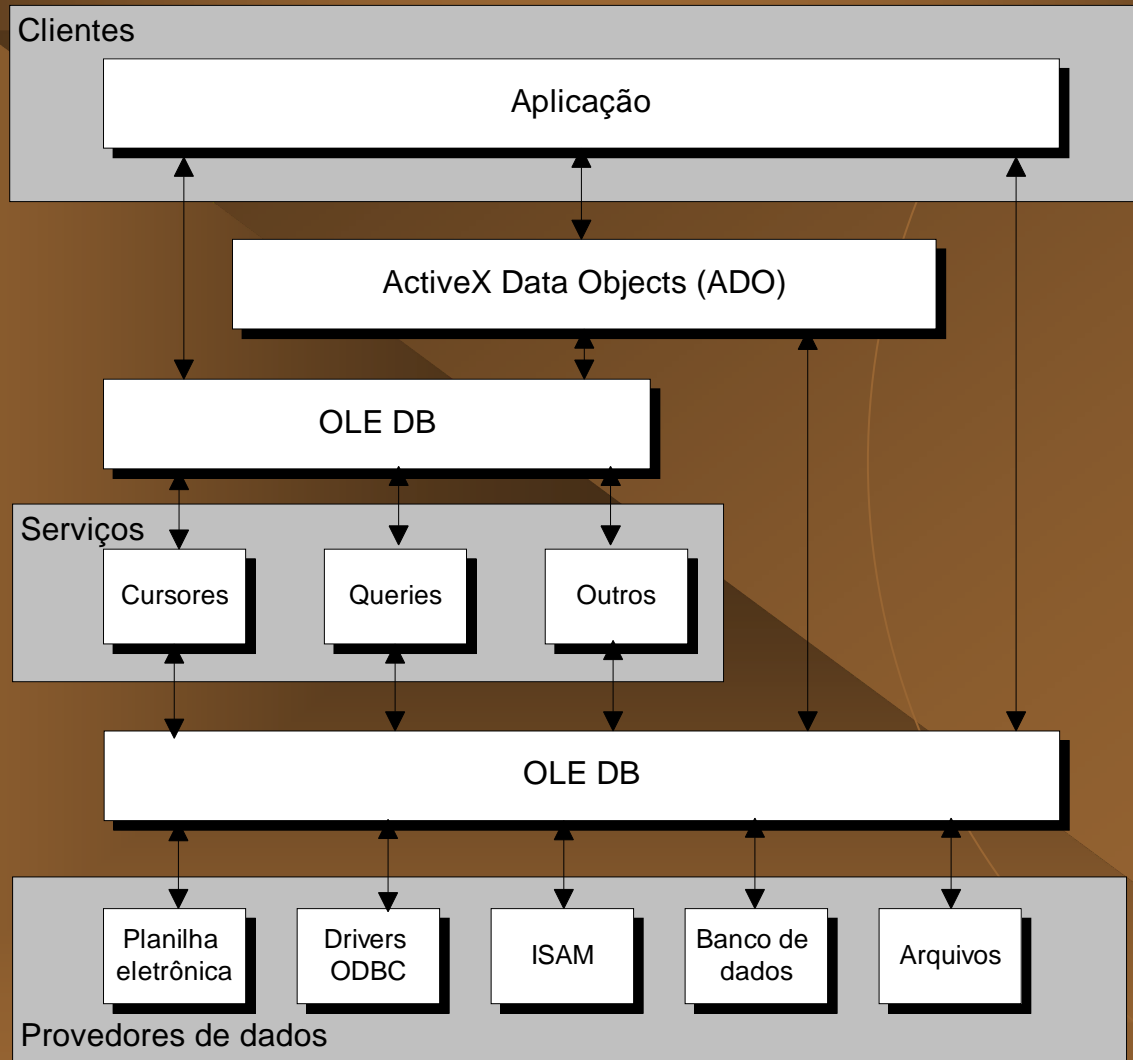 Clientes
Aplicação
ActiveX Data Objects (ADO)
OLE DB
Serviços
Cursores
Queries
Outros
OLE DB
Planilha
eletrônica
Drivers
ODBC
ISAM
Banco de
dados
Arquivos
Provedores de dados